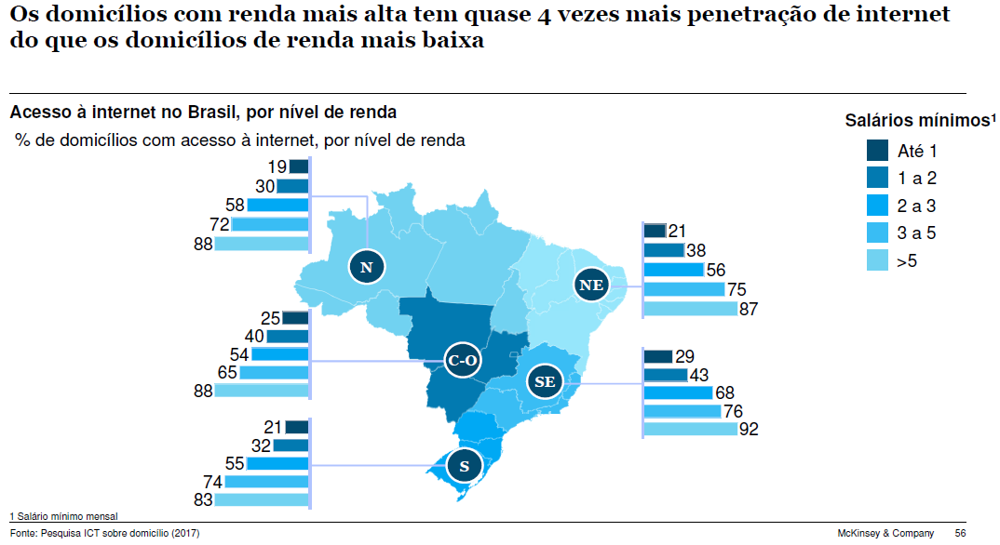 Os domicílios com renda mais alta tem quase 4 vezes mais penetração de internet
do que os domicílios de renda mais baixa
Acesso à internet no Brasil, por nível de renda
% de domicílios com acesso à internet, por nível de renda
Salários mínimos1
Até 1
1 a 2
2 a 3
3 a 5
>5
19
30
58
72
88
N
21
38
56
75
87
NE
25
40
54
65
88
C-O
29
43
68
76
92
SE
21
32
55
74
83
S
1 Salário mínimo mensal
Fonte: Pesquisa ICT sobre domicílio (2017)
McKinsey & Company 56